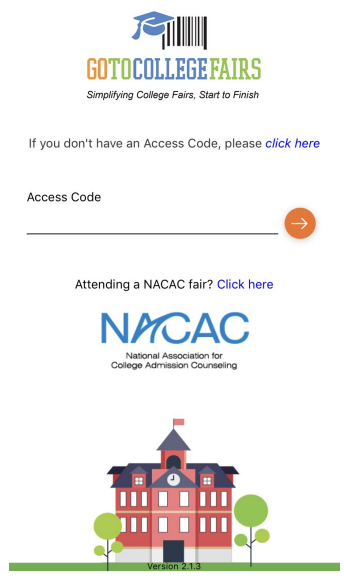 GOTOCOLLEGEFAIRS
Simplifying College Fairs, Start to Finish
If you don't have an Access Code, please click here
Access Code
Attending a NACAC fair? Click here
NACAC
National Association for
College Admission Counseling
Version 2.1.3